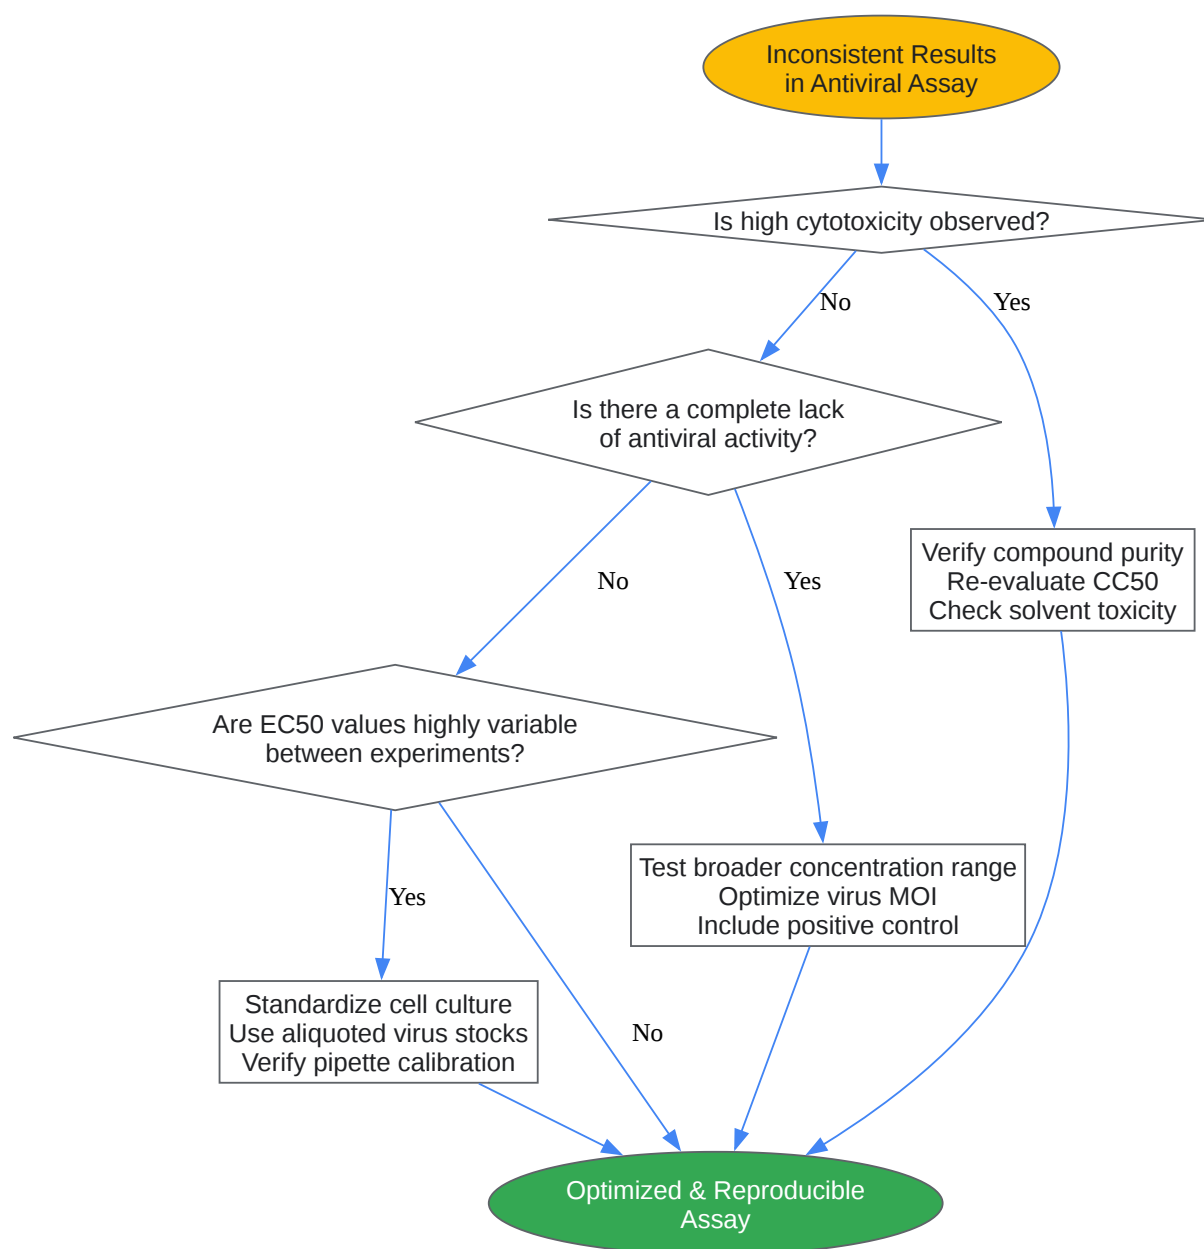 Inconsistent Results
in Antiviral Assay
Is high cytotoxicity observed?
No
Yes
Is there a complete lack
of antiviral activity?
Verify compound purity
Re-evaluate CC50
Check solvent toxicity
No
Yes
Are EC50 values highly variable
between experiments?
Test broader concentration range
Optimize virus MOI
Include positive control
Yes
Standardize cell culture
Use aliquoted virus stocks
Verify pipette calibration
No
Optimized & Reproducible
Assay